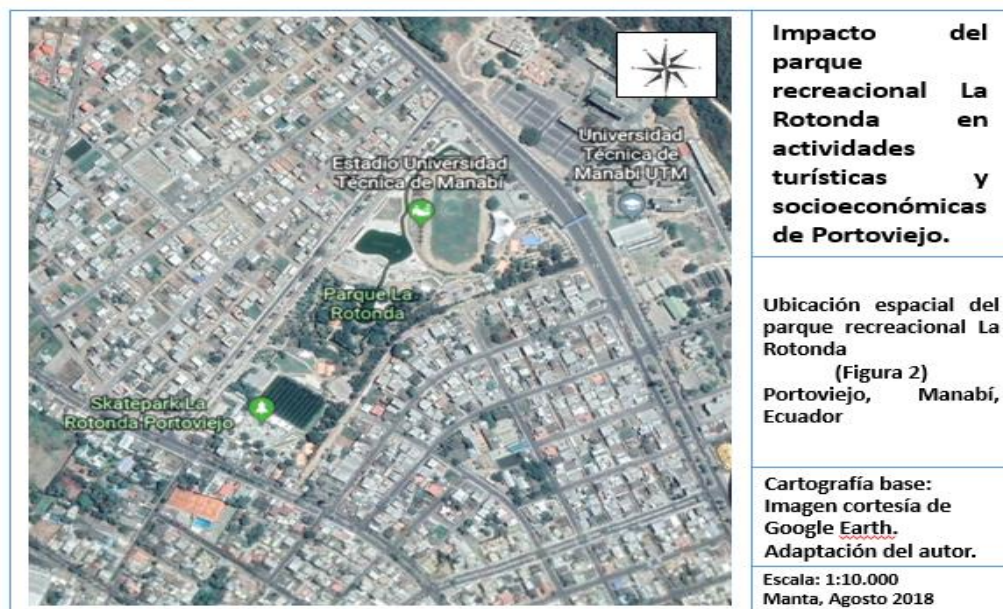 Estadio Universidad
Técnica de Manabí
Universidad
Técnica de
Manabí UTM
Parque La
Rotonda
Skatepark La
Rotonda Portoviejo
Impacto del
parque
recreacional La
Rotonda en
actividades
turísticas y
socioeconómicas
de Portoviejo.
Ubicación espacial del
parque recreacional La
Rotonda
(Figura 2)
Portoviejo, Manabí,
Ecuador
Cartografía base:
Imagen cortesía de
Google Earth.
Adaptación del autor.
Escala: 1:10.000
Manta, Agosto 2018